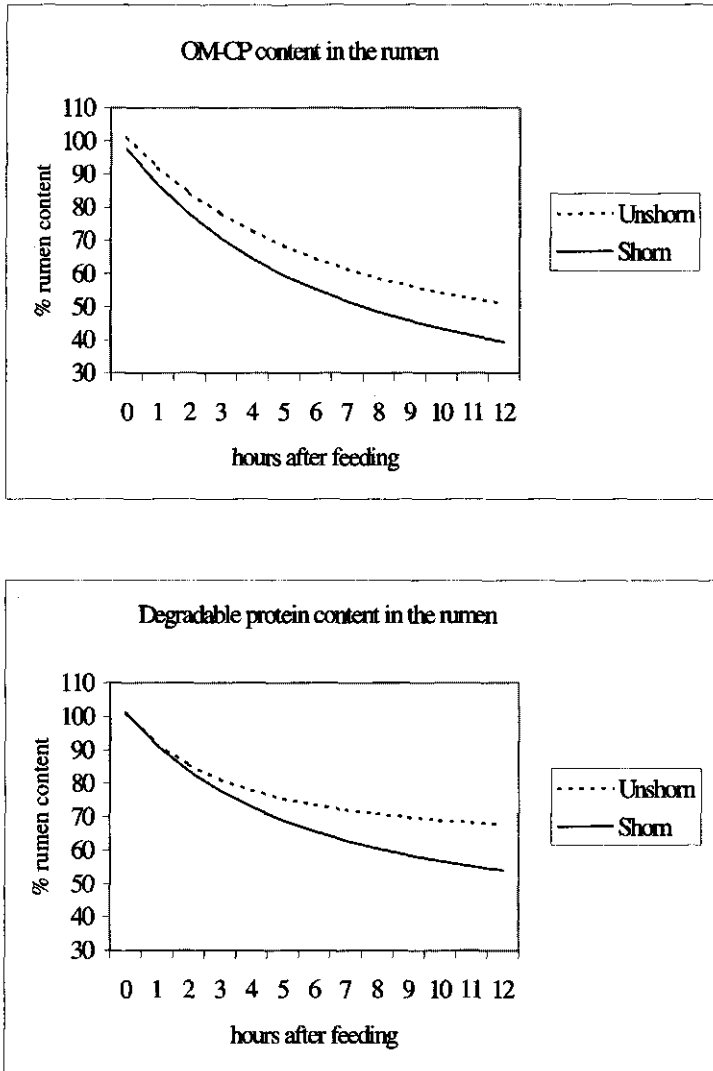 OM-CP content in the rumen
110
100
90
80
70
60
50
40
30
% rumen content
0 1 2 3 4 5 6 7 8 9 10 11 12
hours after feeding
Unshorn
Shorn
Degradable protein content in the rumen
110
100
90
80
70
60
50
40
30
% rumen content
0 1 2 3 4 5 6 7 8 9 10 11 12
hours after feeding
Unshorn
Shorn